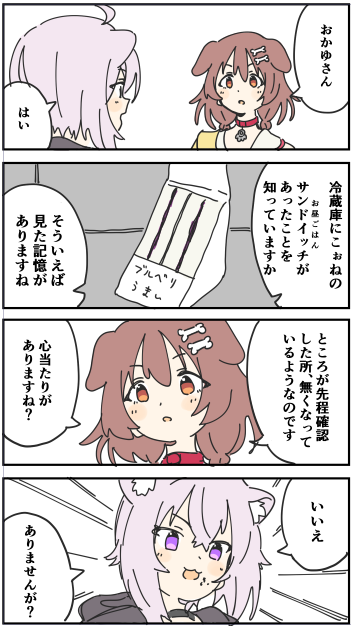 おかゆさん
はい
冷蔵庫にこぉねの
サンドイッチが
お昼ごはん
あったことを
知っていますか
ブルベリ
うまい
そういえば
見た記憶が
ありますね
ところが先程確認
した所、無くなって
いるようなのです
心当たりが
ありますね?
いいえ
ありませんが?